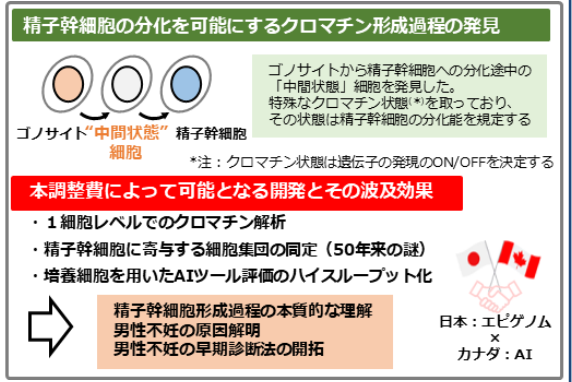 精子幹細胞の分化を可能にするクロマチン形成過程の発見
ゴノサイトから精子幹細胞への分化途中の
「中間状態」細胞を発見した。
特殊なクロマチン状態(*)を取っており、
その状態は精子幹細胞の分化能を規定する
ゴノサイト"中間状態" 精子幹細胞
細胞
*注：クロマチン状態は遺伝子の発現のON/OFFを決定する
本調整費によって可能となる開発とその波及効果
・１細胞レベルでのクロマチン解析
・精子幹細胞に寄与する細胞集団の同定（50年来の謎）
・培養細胞を用いたAIツール評価のハイスループット化
精子幹細胞形成過程の本質的な理解
男性不妊の原因解明
男性不妊の早期診断法の開拓
日本：エピゲノム
×
カナダ：AI